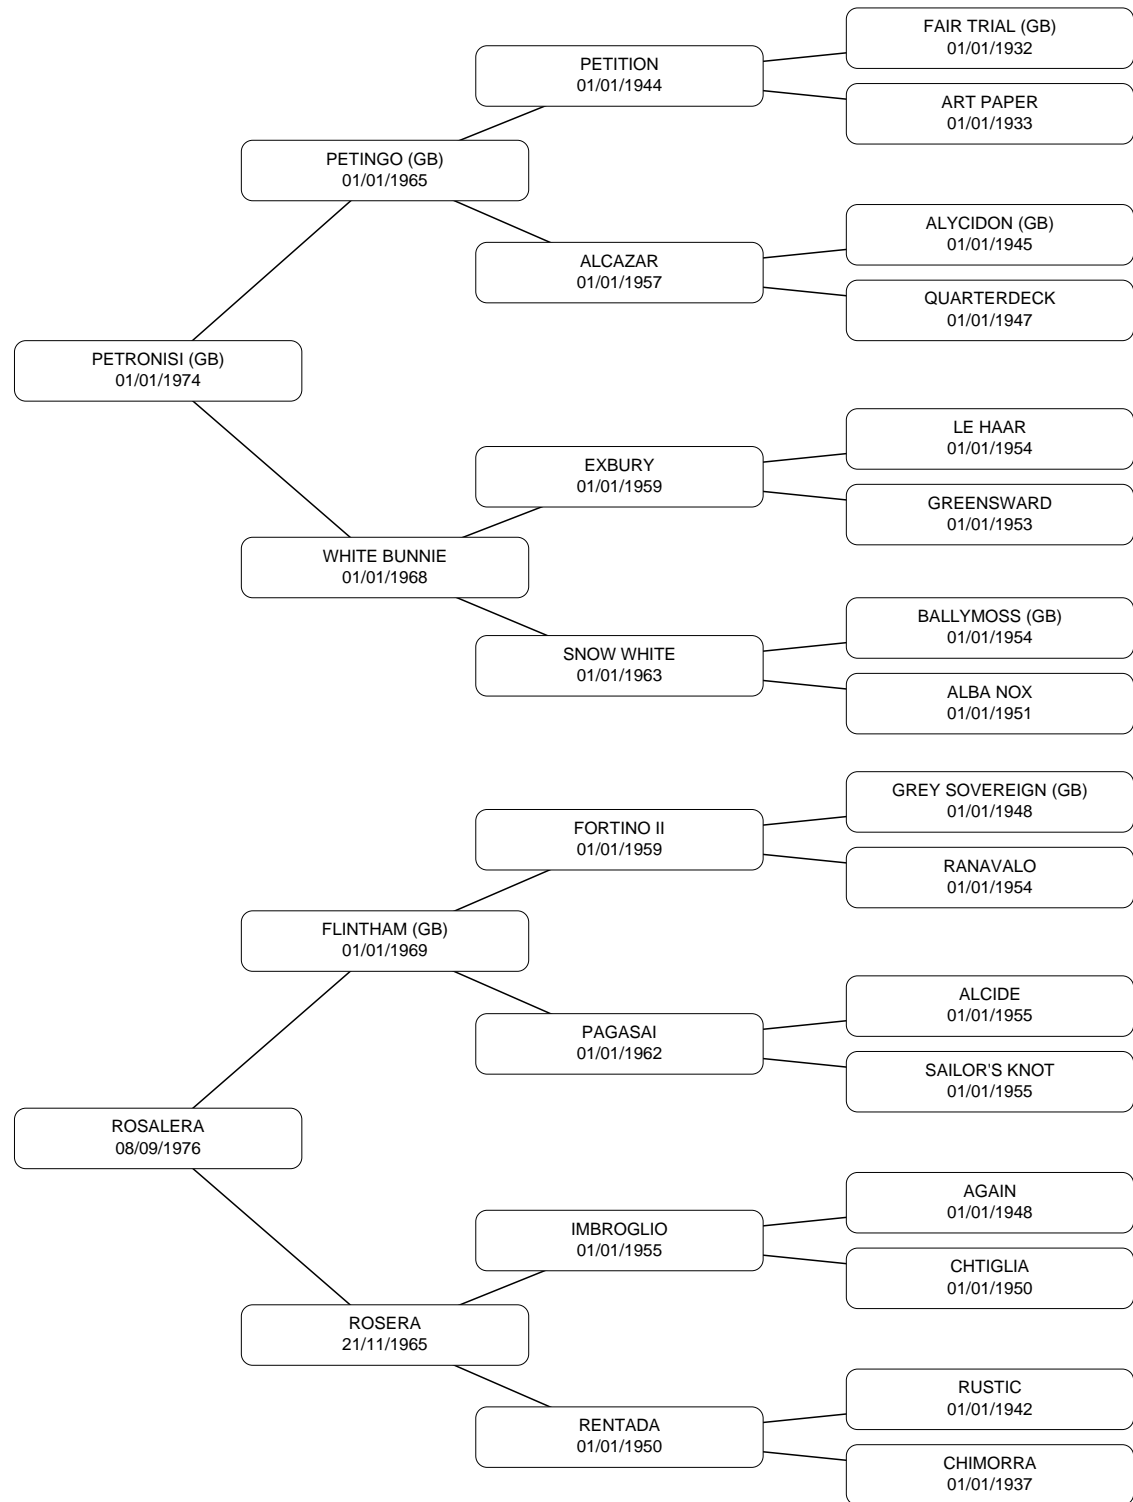 FAIR TRIAL (GB)
01/01/1932
PETITION
01/01/1944
ART PAPER
01/01/1933
PETINGO (GB)
01/01/1965
ALYCIDON (GB)
01/01/1945
ALCAZAR
01/01/1957
QUARTERDECK
01/01/1947
PETRONISI (GB)
01/01/1974
LE HAAR
01/01/1954
EXBURY
01/01/1959
GREENSWARD
01/01/1953
WHITE BUNNIE
01/01/1968
BALLYMOSS (GB)
01/01/1954
SNOW WHITE
01/01/1963
ALBA NOX
01/01/1951
GREY SOVEREIGN (GB)
01/01/1948
FORTINO II
01/01/1959
RANAVALO
01/01/1954
FLINTHAM (GB)
01/01/1969
ALCIDE
01/01/1955
PAGASAI
01/01/1962
SAILOR'S KNOT
01/01/1955
ROSALERA
08/09/1976
AGAIN
01/01/1948
IMBROGLIO
01/01/1955
CHTIGLIA
01/01/1950
ROSERA
21/11/1965
RUSTIC
01/01/1942
RENTADA
01/01/1950
CHIMORRA
01/01/1937